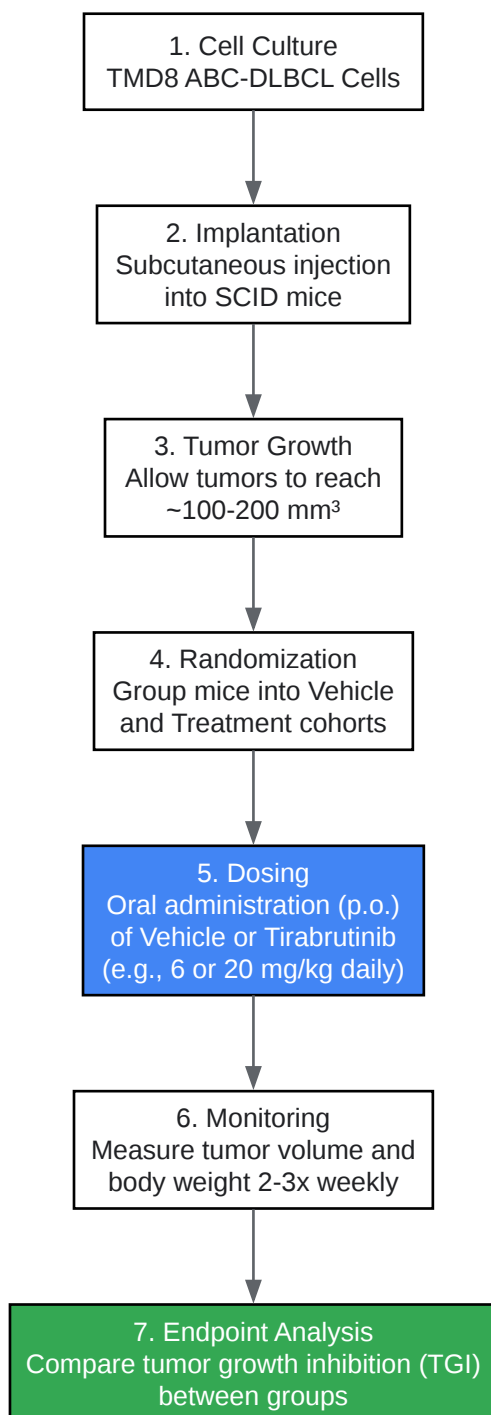 1. Cell Culture
TMD8 ABC-DLBCL Cells
2. Implantation
Subcutaneous injection
into SCID mice
3. Tumor Growth
Allow tumors to reach
~100-200 mm³
4. Randomization
Group mice into Vehicle
and Treatment cohorts
5. Dosing
Oral administration (p.o.)
of Vehicle or Tirabrutinib
(e.g., 6 or 20 mg/kg daily)
6. Monitoring
Measure tumor volume and
body weight 2-3x weekly
7. Endpoint Analysis
Compare tumor growth inhibition (TGI)
between groups